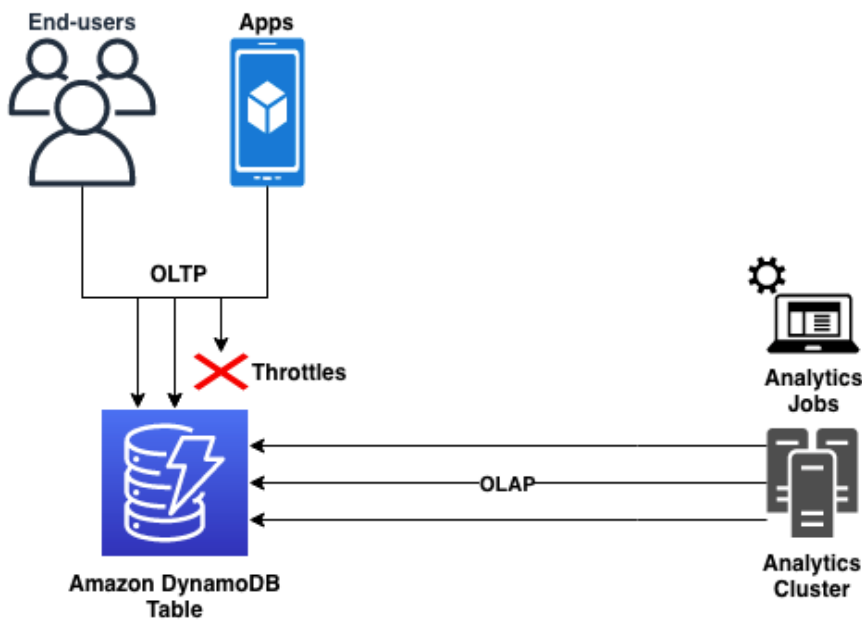 End-users
Apps
OLTP
Throttles
Analytics
Jobs
OLAP
Amazon DynamoDB
Table
Analytics
Cluster